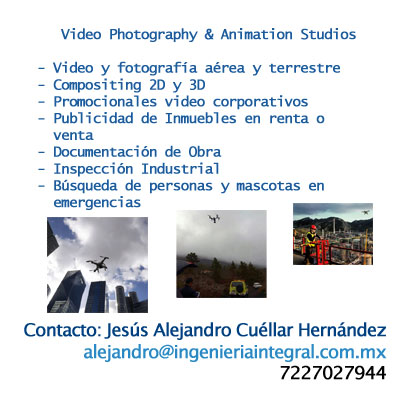 Video Photography & Animation Studios
- Video y fotografía aérea y terrestre
- Compositing 2D y 3D
- Promocionales video corporativos
- Publicidad de Inmuebles en renta o
venta
- Documentación de Obra
- Inspección Industrial
- Búsqueda de personas y mascotas en
emergencias
Contacto: Jesús Alejandro Cuéllar Hernández
alejandro@ingenieriaintegral.com.mx
7227027944